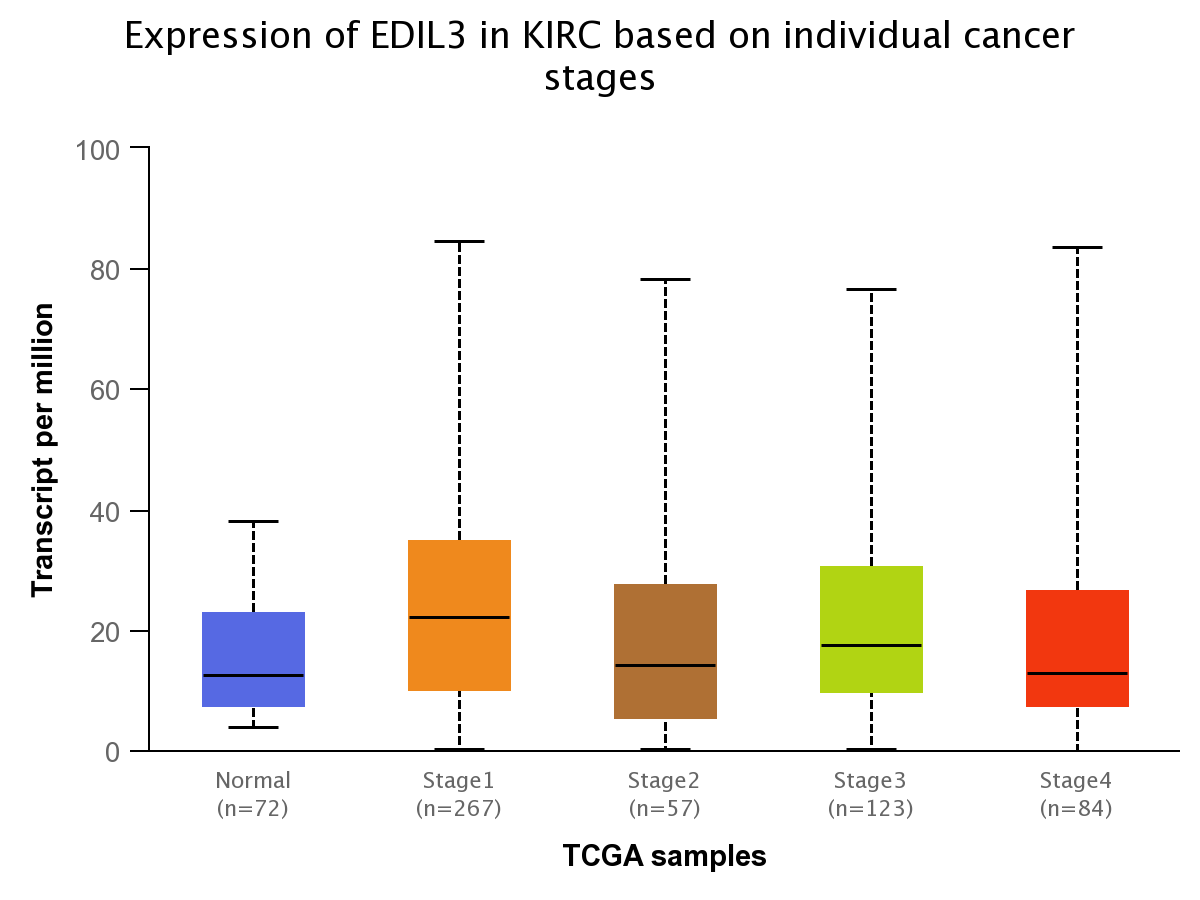 Expression of EDIL3 in KIRC based on individual cancer
stages
Transcript per million
100
80
60
40
20
0
Normal
(n=72)
Stage1
(n=267)
Stage2
(n=57)
Stage3
(n=123)
Stage4
(n=84)
TCGA samples